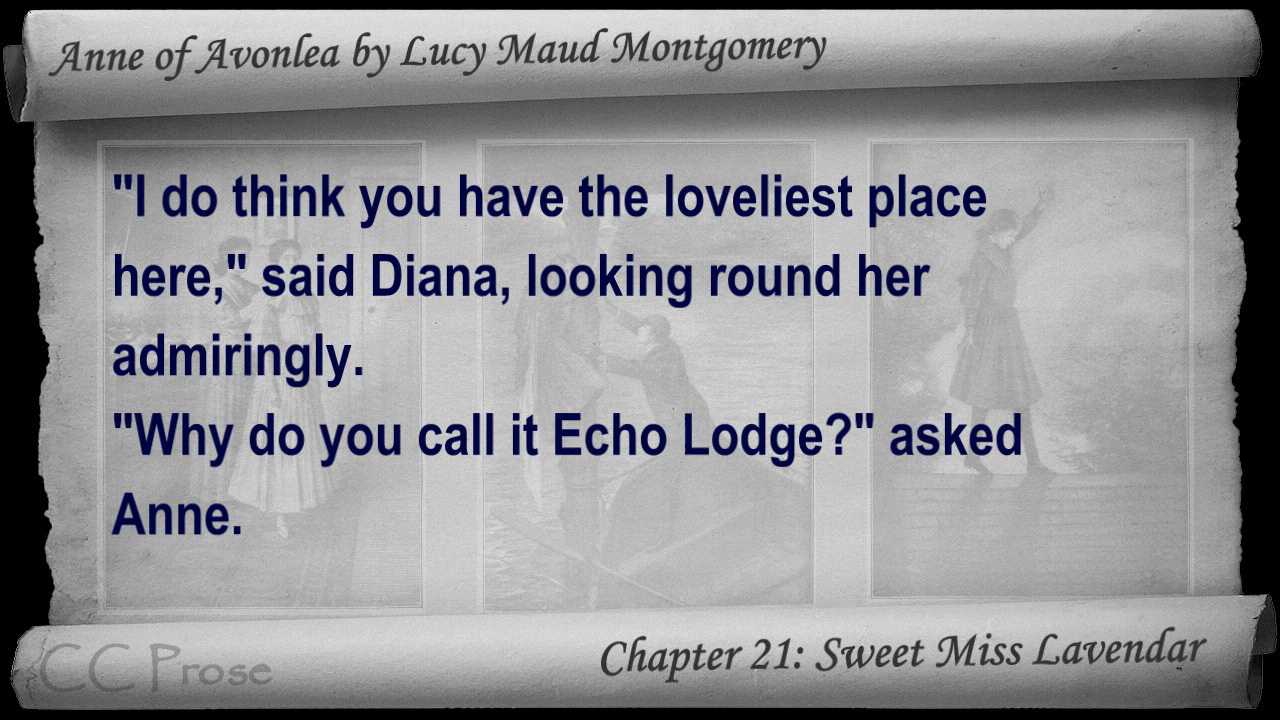 Anne of Avonlea by Lucy Maud Montgomery
"I do think you have the loveliest place
here," said Diana, looking round her
admiringly.
"Why do you call it Echo Lodge?" asked
Anne.
CC Prose
Chapter 21: Sweet Miss Lavendar